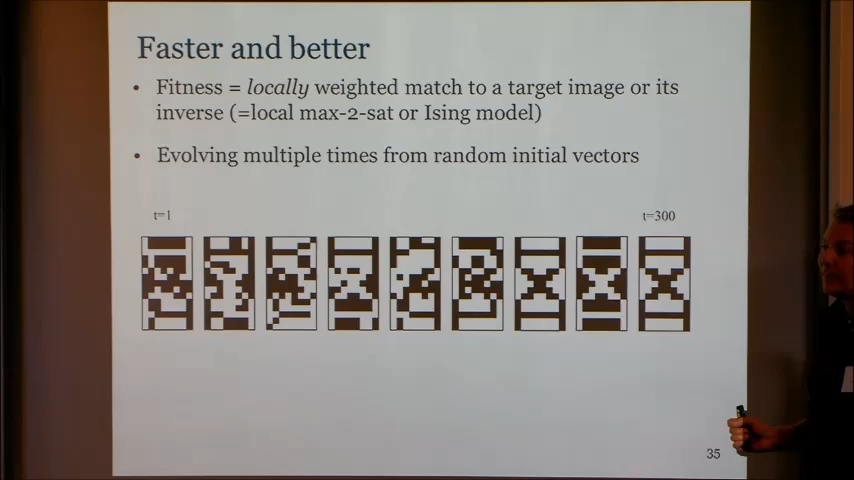 Faster and better
• Fitness = locally weighted match to a target image or its
inverse (=local max-2-sat or Ising model)
• Evolving multiple times from random initial vectors
t=1
t=300
35